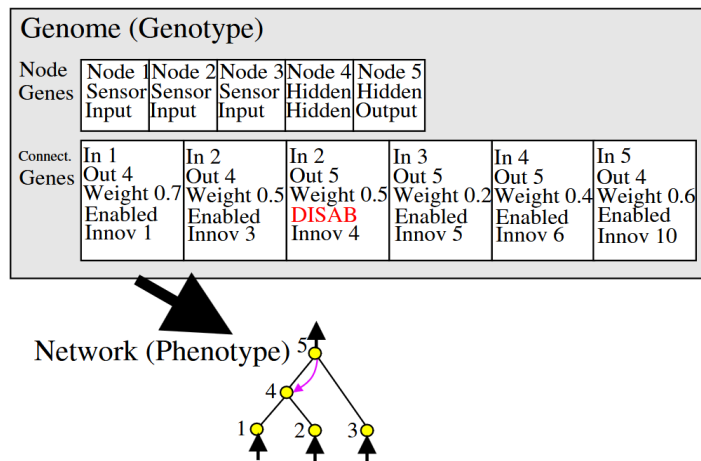 Genome (Genotype)
Node Genes
Node 1 Sensor Input
Node 2 Sensor Input
Node 3 Sensor Input
Node 4 Hidden Hidden
Node 5 Hidden Output
Connect. Genes
In 1
Out 4
Weight 0.7
Enabled
Innov 1
In 2
Out 4
Weight 0.5
Enabled
Innov 3
In 2
Out 5
Weight 0.5
DISAB
Innov 4
In 3
Out 5
Weight 0.2
Enabled
Innov 5
In 4
Out 5
Weight 0.4
Enabled
Innov 6
In 5
Out 4
Weight 0.6
Enabled
Innov 10
Network (Phenotype)
5
4
1
2
3